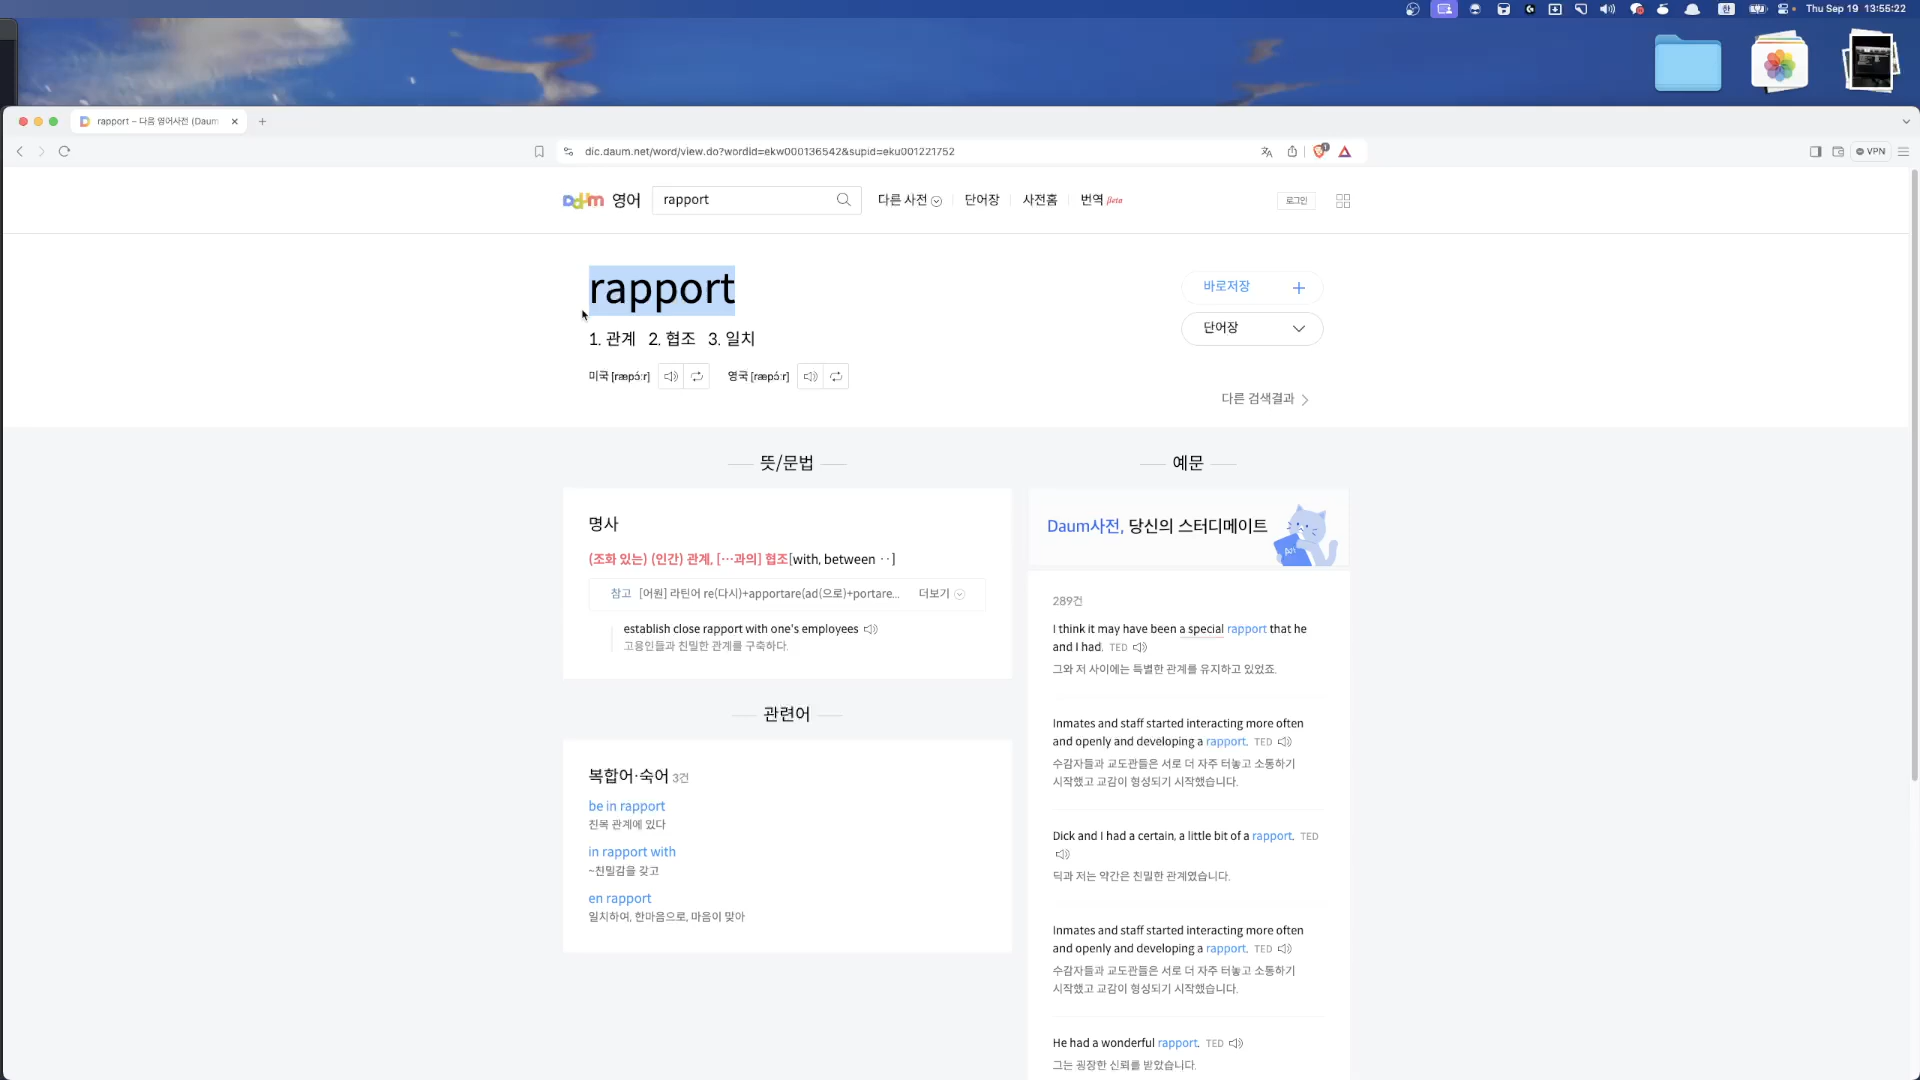 Thu Sep 19 13:55:22
rapport – 다음 영어사전 (Daum
dic.daum.net/word/view.do?wordid=ekw000136542&supid=eku001221752
VPN
Daum 영어
rapport
다른 사전
단어장
사전홈
번역 Beta
로그인
rapport
1. 관계 2. 협조 3. 일치
미국 [ræpɔ́ːr]
영국 [ræpɔ́ːr]
바로저장
단어장
다른 검색결과
뜻/문법
명사
(조화 있는) (인간) 관계, […과의] 협조[with, between ‥]
참고 [어원] 라틴어 re(다시)+apportare(ad(으로)+portare... 더보기
establish close rapport with one's employees
고용인들과 친밀한 관계를 구축하다.
관련어
복합어·숙어 3건
be in rapport
친목 관계에 있다
in rapport with
~친밀감을 갖고
en rapport
일치하여, 한마음으로, 마음이 맞아
예문
Daum사전, 당신의 스터디메이트
289건
I think it may have been a special rapport that he
and I had. TED
그와 저 사이에는 특별한 관계를 유지하고 있었죠.
Inmates and staff started interacting more often
and openly and developing a rapport. TED
수감자들과 교도관들은 서로 더 자주 터놓고 소통하기
시작했고 교감이 형성되기 시작했습니다.
Dick and I had a certain, a little bit of a rapport. TED
딕과 저는 약간은 친밀한 관계였습니다.
Inmates and staff started interacting more often
and openly and developing a rapport. TED
수감자들과 교도관들은 서로 더 자주 터놓고 소통하기
시작했고 교감이 형성되기 시작했습니다.
He had a wonderful rapport. TED
그는 굉장한 신뢰를 받았습니다.